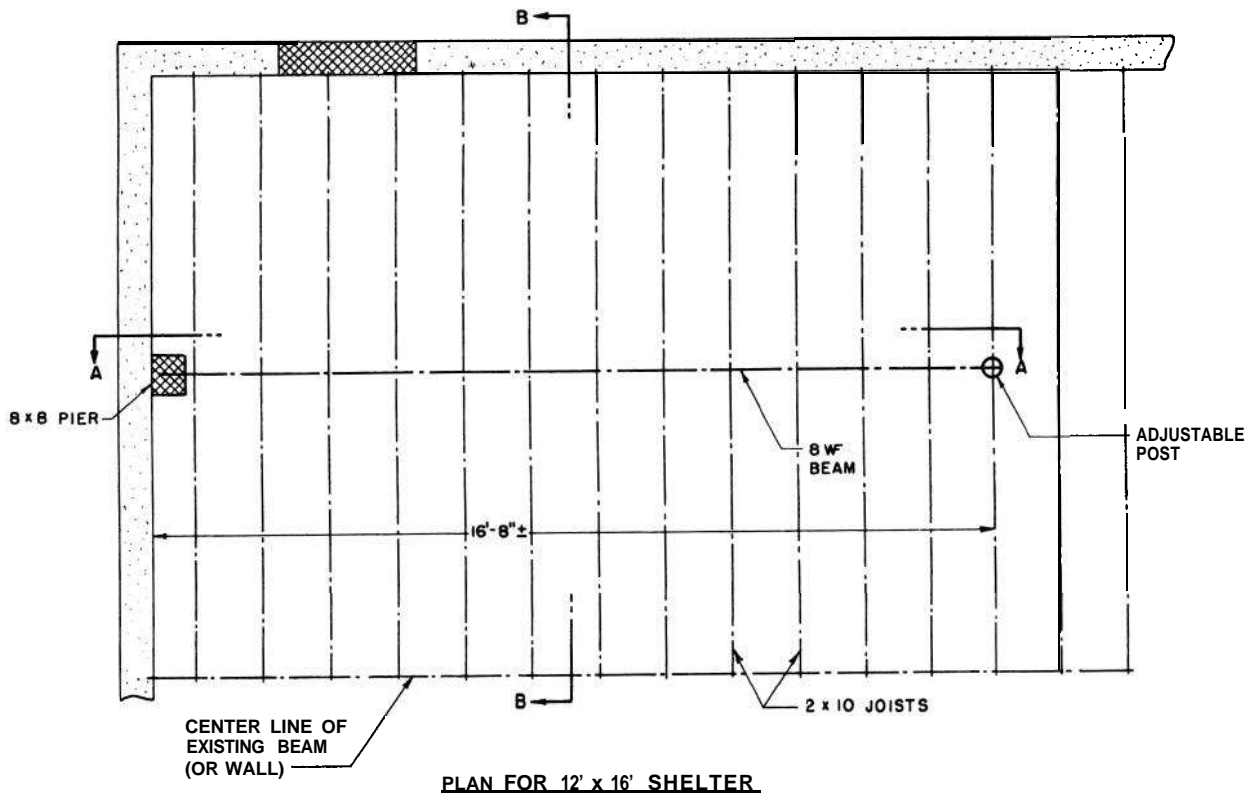 B
A
A
8 x 8 PIER
8 WF
BEAM
ADJUSTABLE
POST
16'-8"±
B
2 x 10 JOISTS
CENTER LINE OF
EXISTING BEAM
(OR WALL)
PLAN FOR 12' x 16' SHELTER